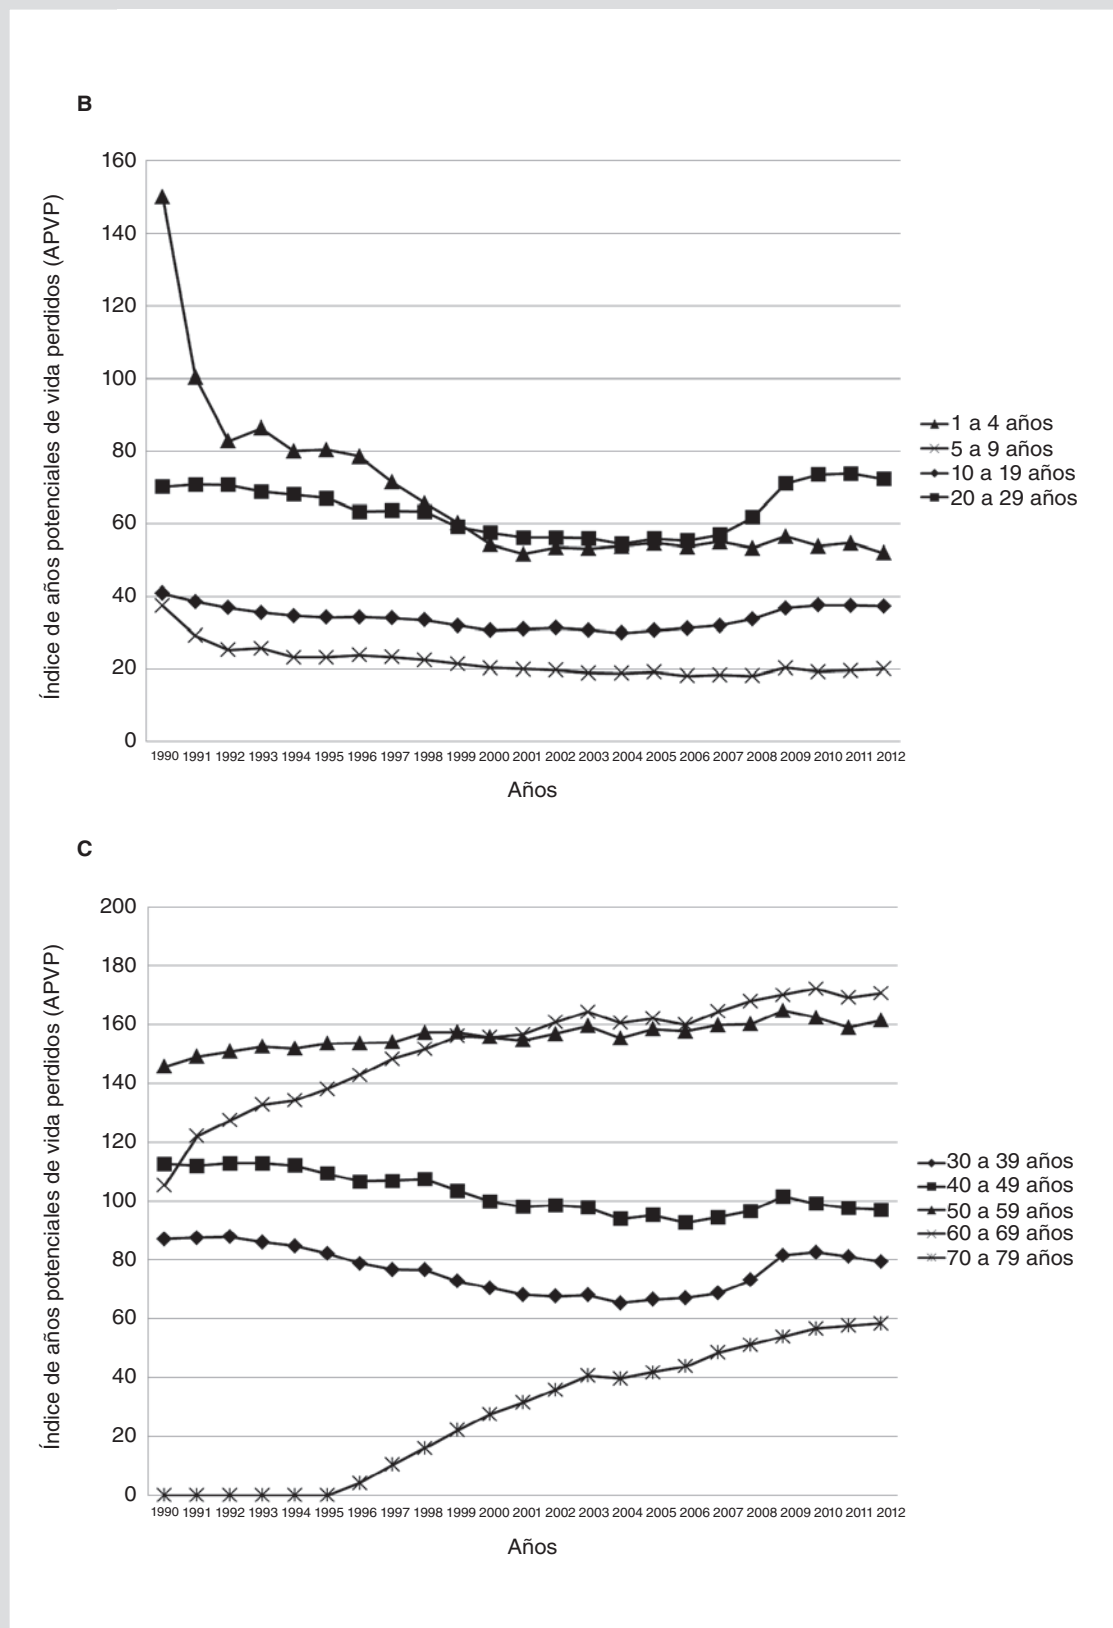 B
Índice de años potenciales de vida perdidos (APVP)
160
140
120
100
80
60
40
20
0
1990 1991 1992 1993 1994 1995 1996 1997 1998 1999 2000 2001 2002 2003 2004 2005 2006 2007 2008 2009 2010 2011 2012
Años
1 a 4 años
5 a 9 años
10 a 19 años
20 a 29 años
C
Índice de años potenciales de vida perdidos (APVP)
200
180
160
140
120
100
80
60
40
20
0
1990 1991 1992 1993 1994 1995 1996 1997 1998 1999 2000 2001 2002 2003 2004 2005 2006 2007 2008 2009 2010 2011 2012
Años
30 a 39 años
40 a 49 años
50 a 59 años
60 a 69 años
70 a 79 años